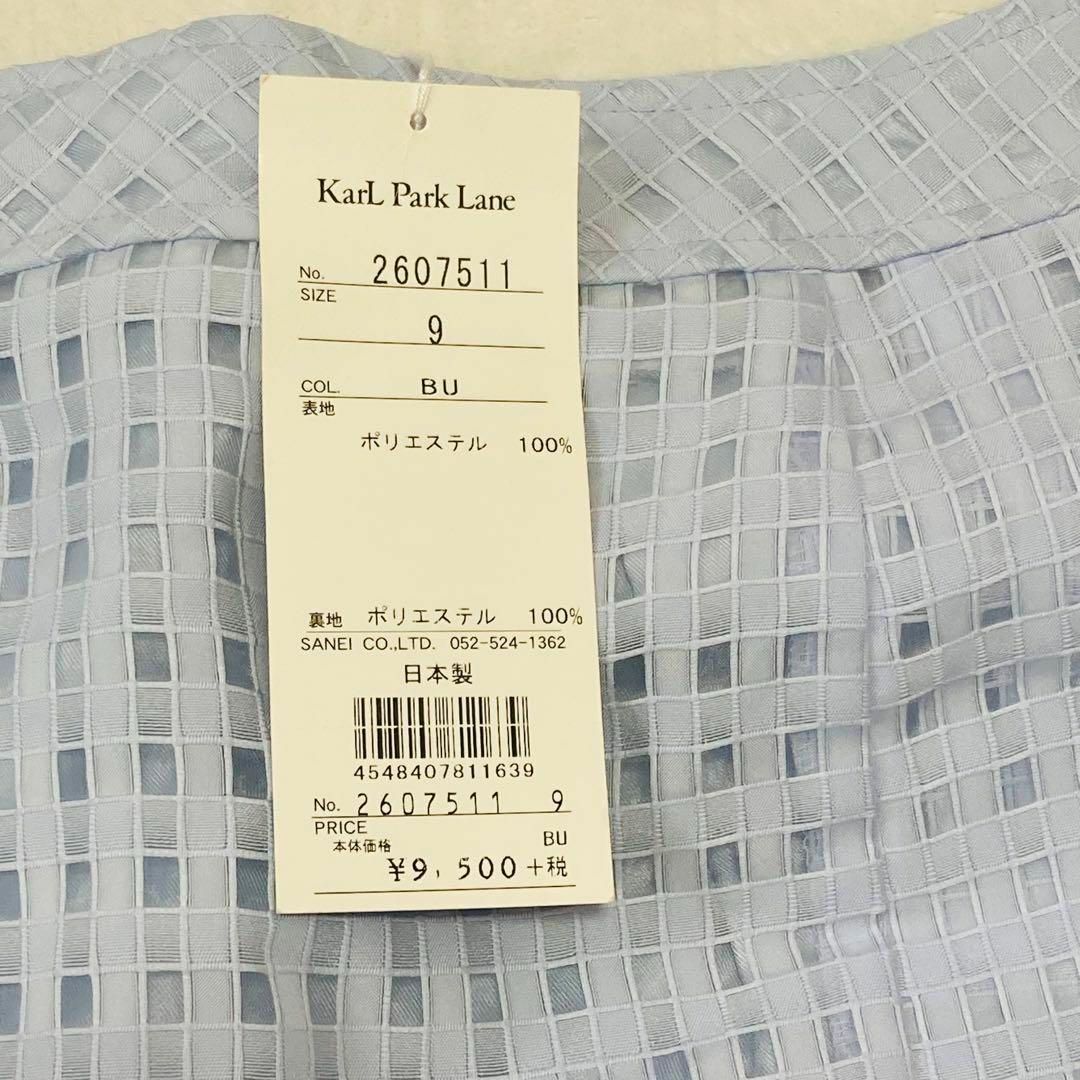 KarL Park Lane
No. 2607511
SIZE
9
COL. BU
表地
ポリエステル 100%
裏地 ポリエステル 100%
SANEI CO.,LTD. 052-524-1362
日本製
4548407811639
No. 2607511 9
PRICE BU
本体価格
¥9,500+税